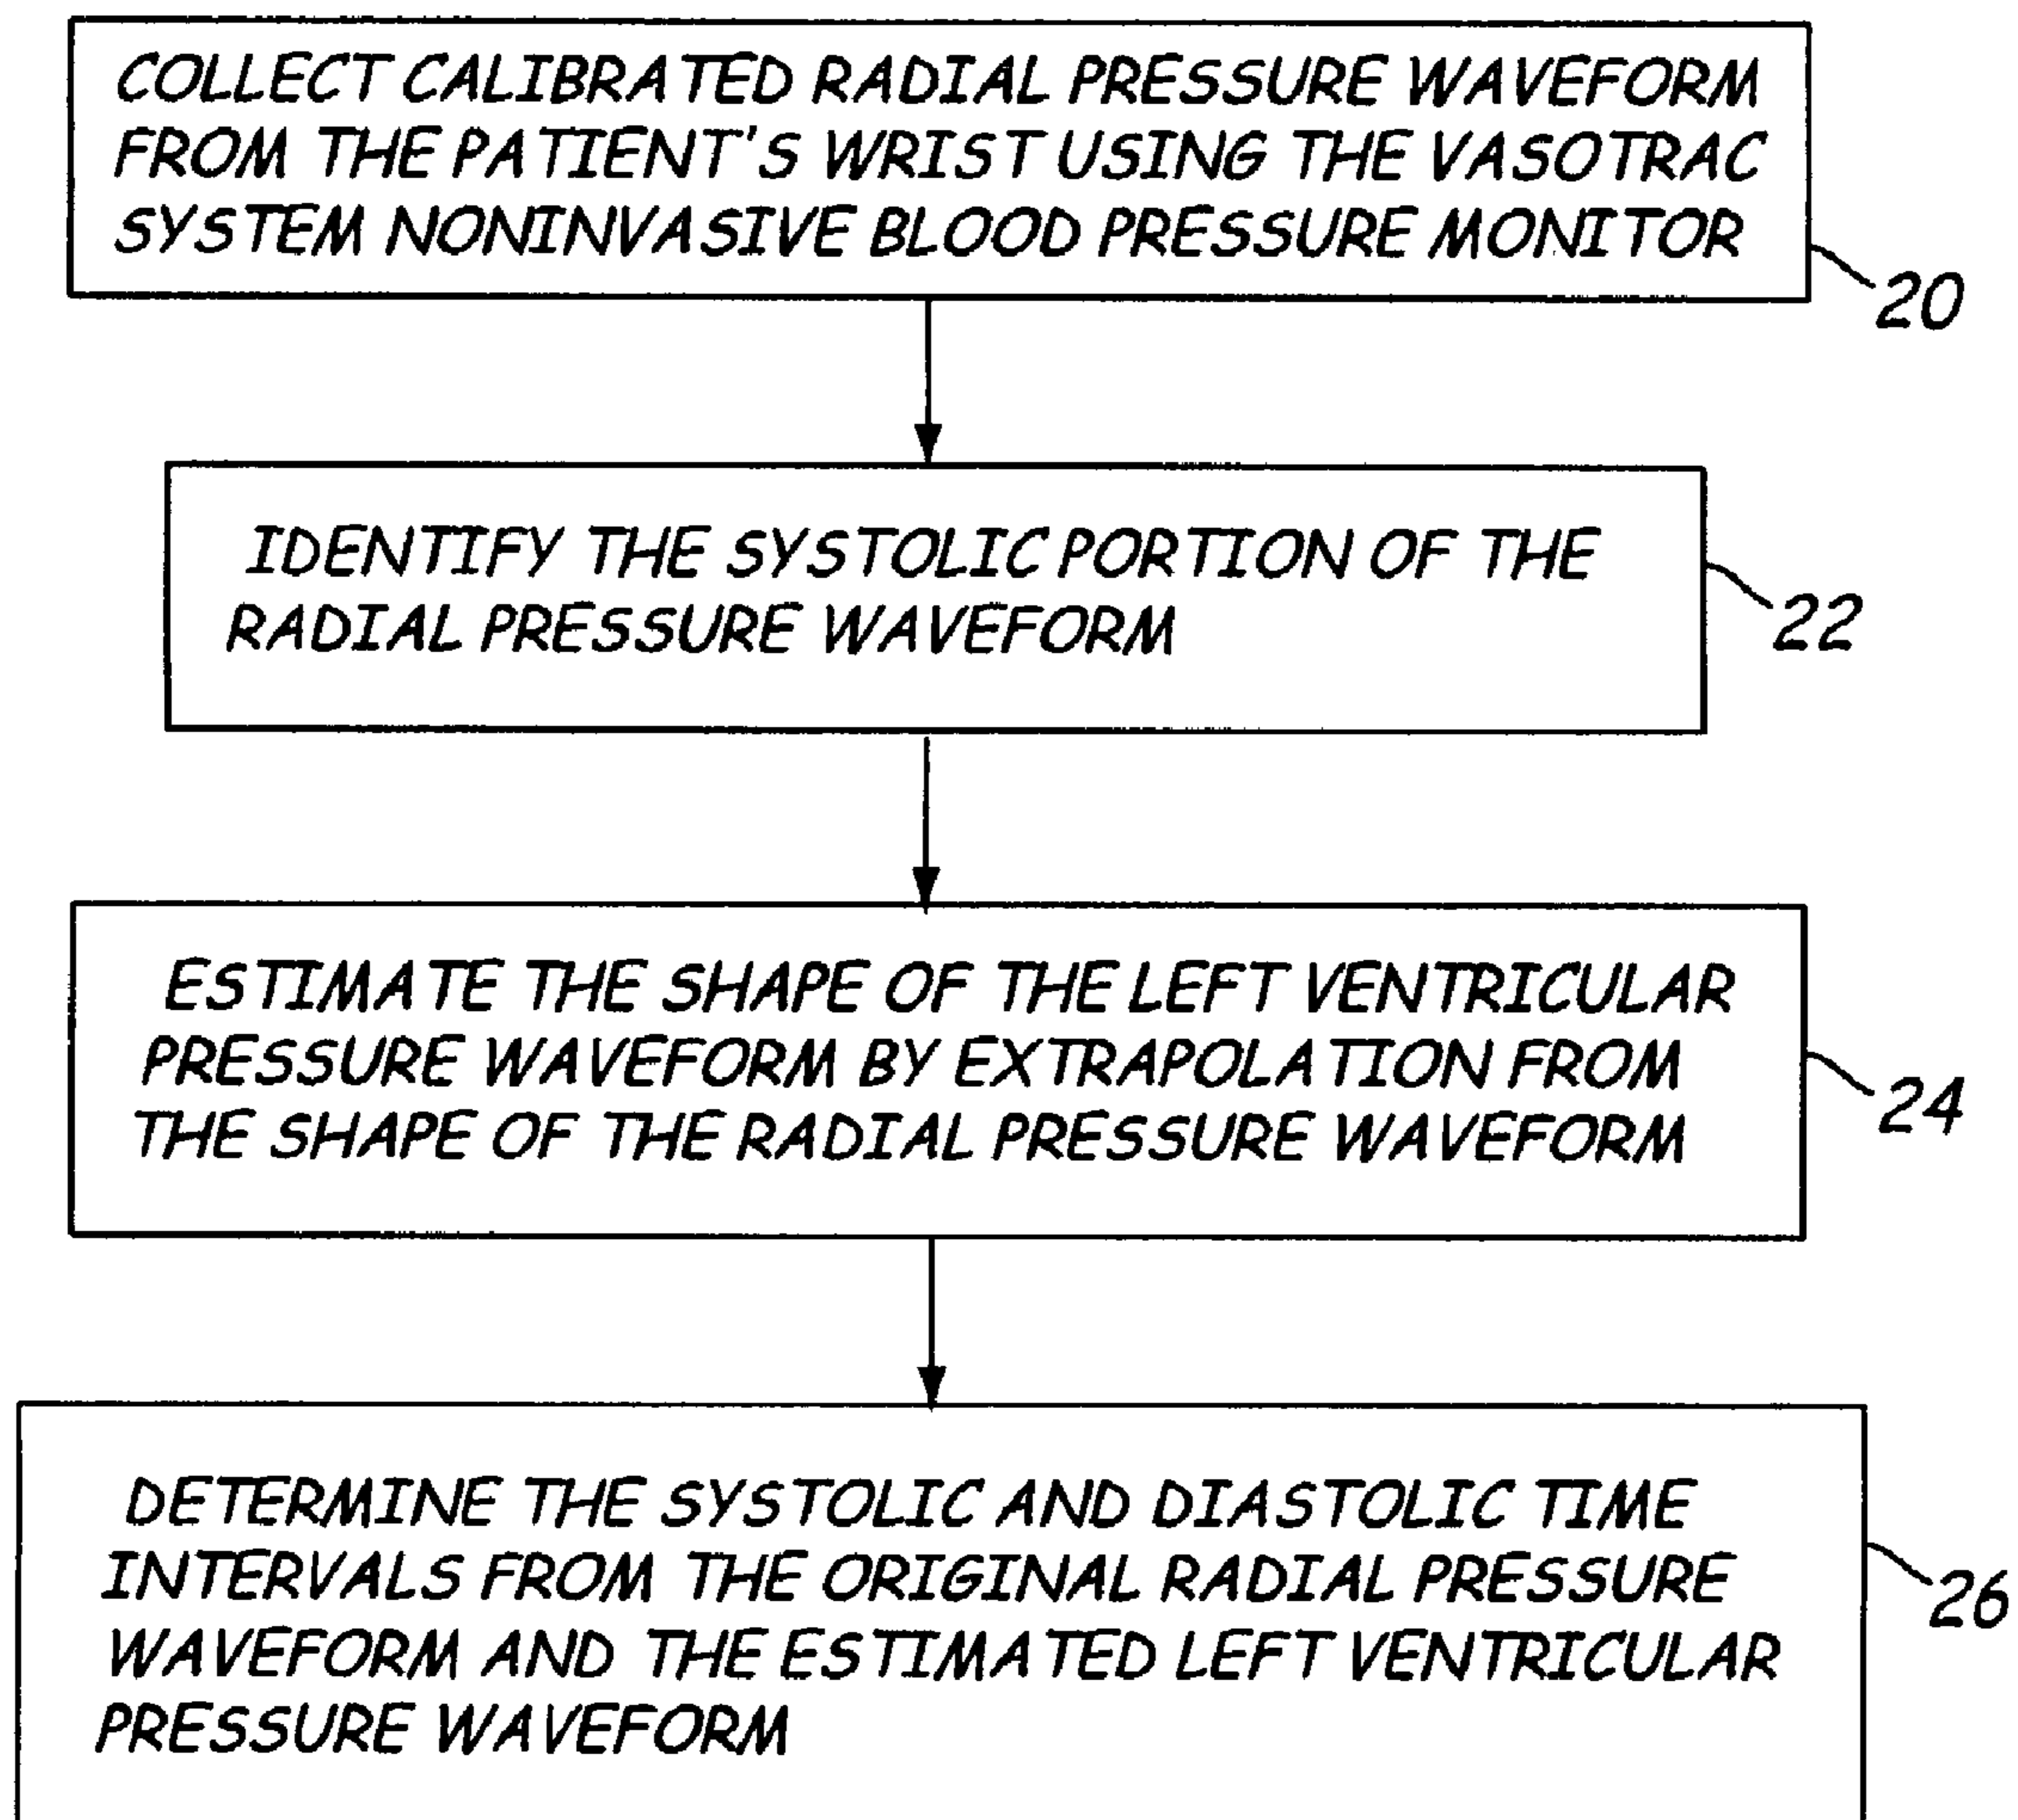 COLLECT CALIBRATED RADIAL PRESSURE WAVEFORM
FROM THE PATIENT'S WRIST USING THE VASOTRAC
SYSTEM NONINVASIVE BLOOD PRESSURE MONITOR
20
IDENTIFY THE SYSTOLIC PORTION OF THE
RADIAL PRESSURE WAVEFORM
22
ESTIMATE THE SHAPE OF THE LEFT VENTRICULAR
PRESSURE WAVEFORM BY EXTRAPOLATION FROM
THE SHAPE OF THE RADIAL PRESSURE WAVEFORM
24
DETERMINE THE SYSTOLIC AND DIASTOLIC TIME
INTERVALS FROM THE ORIGINAL RADIAL PRESSURE
WAVEFORM AND THE ESTIMATED LEFT VENTRICULAR
PRESSURE WAVEFORM
26